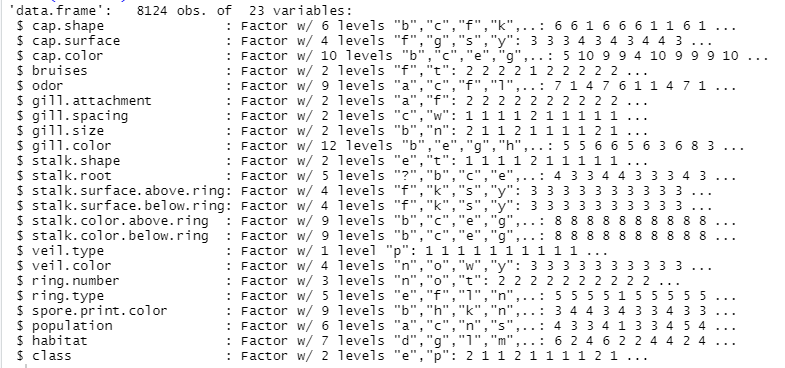 'data.frame':   8124 obs. of  23 variables:
 $ cap.shape               : Factor w/ 6 levels "b","c","f","k",..: 6 6 1 6 6 6 1 1 6 1 ...
 $ cap.surface             : Factor w/ 4 levels "f","g","s","y": 3 3 3 4 3 4 3 4 4 3 ...
 $ cap.color               : Factor w/ 10 levels "b","c","e","g",..: 5 10 9 9 4 10 9 9 9 10 ...
 $ bruises                 : Factor w/ 2 levels "f","t": 2 2 2 2 1 2 2 2 2 2 ...
 $ odor                    : Factor w/ 9 levels "a","c","f","l",..: 7 1 4 7 6 1 1 4 7 1 ...
 $ gill.attachment         : Factor w/ 2 levels "a","f": 2 2 2 2 2 2 2 2 2 2 ...
 $ gill.spacing            : Factor w/ 2 levels "c","w": 1 1 1 1 2 1 1 1 1 1 ...
 $ gill.size               : Factor w/ 2 levels "b","n": 2 1 1 2 1 1 1 1 2 1 ...
 $ gill.color              : Factor w/ 12 levels "b","e","g","h",..: 5 5 6 6 5 6 3 6 8 3 ...
 $ stalk.shape             : Factor w/ 2 levels "e","t": 1 1 1 1 2 1 1 1 1 1 ...
 $ stalk.root              : Factor w/ 5 levels "?","b","c","e",..: 4 3 3 4 4 3 3 3 4 3 ...
 $ stalk.surface.above.ring: Factor w/ 4 levels "f","k","s","y": 3 3 3 3 3 3 3 3 3 3 ...
 $ stalk.surface.below.ring: Factor w/ 4 levels "f","k","s","y": 3 3 3 3 3 3 3 3 3 3 ...
 $ stalk.color.above.ring  : Factor w/ 9 levels "b","c","e","g",..: 8 8 8 8 8 8 8 8 8 8 ...
 $ stalk.color.below.ring  : Factor w/ 9 levels "b","c","e","g",..: 8 8 8 8 8 8 8 8 8 8 ...
 $ veil.type               : Factor w/ 1 level "p": 1 1 1 1 1 1 1 1 1 1 ...
 $ veil.color              : Factor w/ 4 levels "n","o","w","y": 3 3 3 3 3 3 3 3 3 3 ...
 $ ring.number             : Factor w/ 3 levels "n","o","t": 2 2 2 2 2 2 2 2 2 2 ...
 $ ring.type               : Factor w/ 5 levels "e","f","l","n",..: 5 5 5 5 1 5 5 5 5 5 ...
 $ spore.print.color       : Factor w/ 9 levels "b","h","k","n",..: 3 4 4 3 4 3 3 4 3 3 ...
 $ population              : Factor w/ 6 levels "a","c","n","s",..: 4 3 3 4 1 3 3 4 5 4 ...
 $ habitat                 : Factor w/ 7 levels "d","g","l","m",..: 6 2 4 6 2 2 4 4 2 4 ...
 $ class                   : Factor w/ 2 levels "e","p": 2 1 1 2 1 1 1 1 2 1 ...